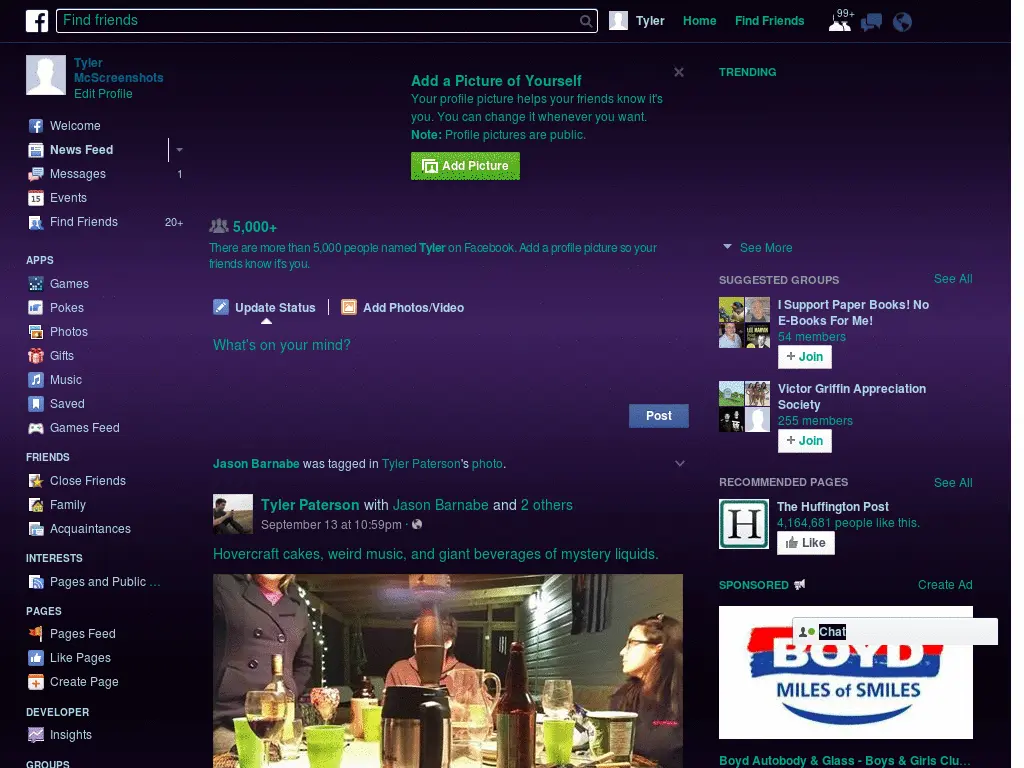 Find friends
Tyler
Home
Find Friends
99+
Tyler
McScreenshots
Edit Profile
Welcome
News Feed
Messages 1
Events
Find Friends 20+
APPS
Games
Pokes
Photos
Gifts
Music
Saved
Games Feed
FRIENDS
Close Friends
Family
Acquaintances
INTERESTS
Pages and Public ...
PAGES
Pages Feed
Like Pages
Create Page
DEVELOPER
Insights
GROUPS
Add a Picture of Yourself
Your profile picture helps your friends know it's
you. You can change it whenever you want.
Note: Profile pictures are public.
Add Picture
5,000+
There are more than 5,000 people named Tyler on Facebook. Add a profile picture so your
friends know it's you.
Update Status
Add Photos/Video
What's on your mind?
Post
Jason Barnabe was tagged in Tyler Paterson's photo.
Tyler Paterson with Jason Barnabe and 2 others
September 13 at 10:59pm ·
Hovercraft cakes, weird music, and giant beverages of mystery liquids.
TRENDING
See More
SUGGESTED GROUPS See All
I Support Paper Books! No
E-Books For Me!
54 members
+ Join
Victor Griffin Appreciation
Society
255 members
+ Join
RECOMMENDED PAGES See All
The Huffington Post
4,164,681 people like this.
H
Like
SPONSORED Create Ad
Chat
BOYD
MILES of SMILES
Boyd Autobody & Glass - Boys & Girls Clu...